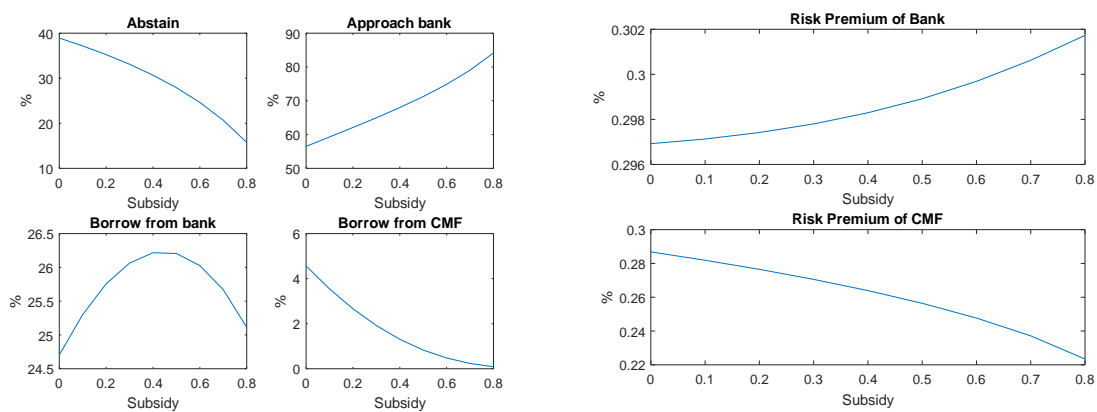 Abstain
40
30
20
10
%
0 0.2 0.4 0.6 0.8
Subsidy
Approach bank
90
80
70
60
50
%
0 0.2 0.4 0.6 0.8
Subsidy
Borrow from bank
26.5
26
25.5
25
24.5
%
0 0.2 0.4 0.6 0.8
Subsidy
Borrow from CMF
6
4
2
0
%
0 0.2 0.4 0.6 0.8
Subsidy
Risk Premium of Bank
0.302
0.3
0.298
0.296
%
0 0.1 0.2 0.3 0.4 0.5 0.6 0.7 0.8
Subsidy
Risk Premium of CMF
0.3
0.28
0.26
0.24
0.22
%
0 0.1 0.2 0.3 0.4 0.5 0.6 0.7 0.8
Subsidy